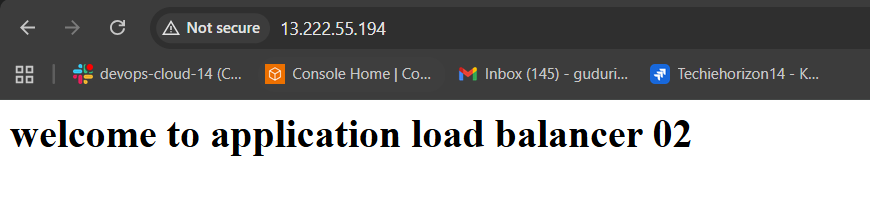 Not secure 13.222.55.194
devops-cloud-14 (C... Console Home | Co... Inbox (145) - guduri... Techiehorizon14 - K...
welcome to application load balancer 02